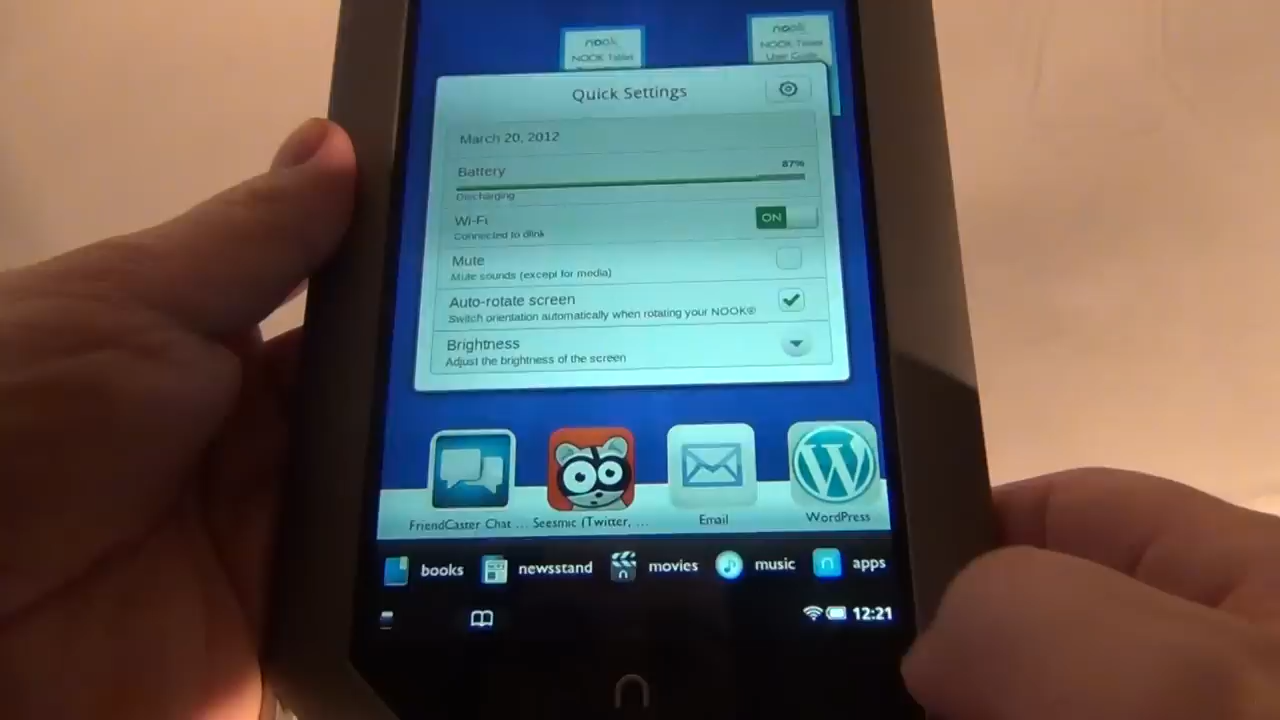 nook
NOOK Tablet
nook
NOOK Tablet
User Guide
Quick Settings
March 20, 2012
Battery
87%
Discharging
Wi-Fi
ON
Connected to dlink
Mute
Mute sounds (except for media)
Auto-rotate screen
Switch orientation automatically when rotating your NOOK®
Brightness
Adjust the brightness of the screen
FriendCaster Chat ...
Seesmic (Twitter, ...
Email
WordPress
books
newsstand
movies
music
apps
12:21